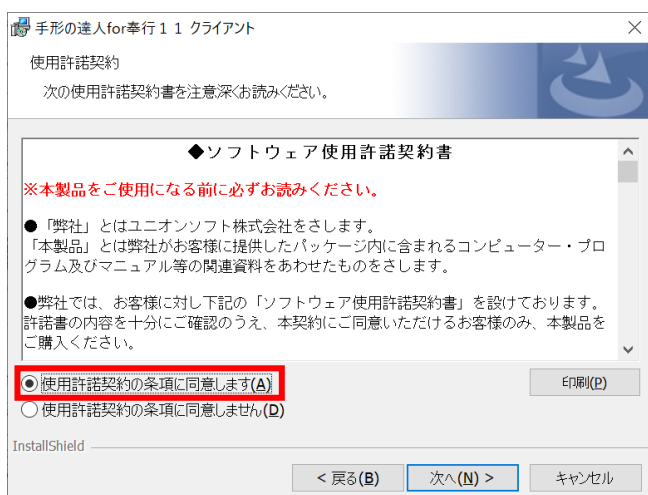 手形の達人for奉行１１ クライアント
使用許諾契約
次の使用許諾契約書を注意深くお読みください。
◆ソフトウェア使用許諾契約書
※本製品をご使用になる前に必ずお読みください。
●「弊社」とはユニオンソフト株式会社をさします。
「本製品」とは弊社がお客様に提供したパッケージ内に含まれるコンピューター・プロ
グラム及びマニュアル等の関連資料をあわせたものをさします。
●弊社では、お客様に対し下記の「ソフトウェア使用許諾契約書」を設けております。
許諾書の内容を十分にご確認のうえ、本契約にご同意いただけるお客様のみ、本製品を
ご購入ください。
使用許諾契約の条項に同意します(A)
印刷(P)
使用許諾契約の条項に同意しません(D)
InstallShield
< 戻る(B)
次へ(N) >
キャンセル